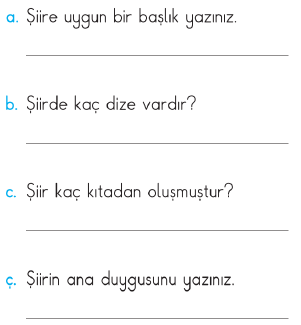 a. Şiire uygun bir başlık yazınız.
b. Şiirde kaç dize vardır?
c. Şiir kaç kıtadan oluşmuştur?
ç. Şiirin ana duygusunu yazınız.